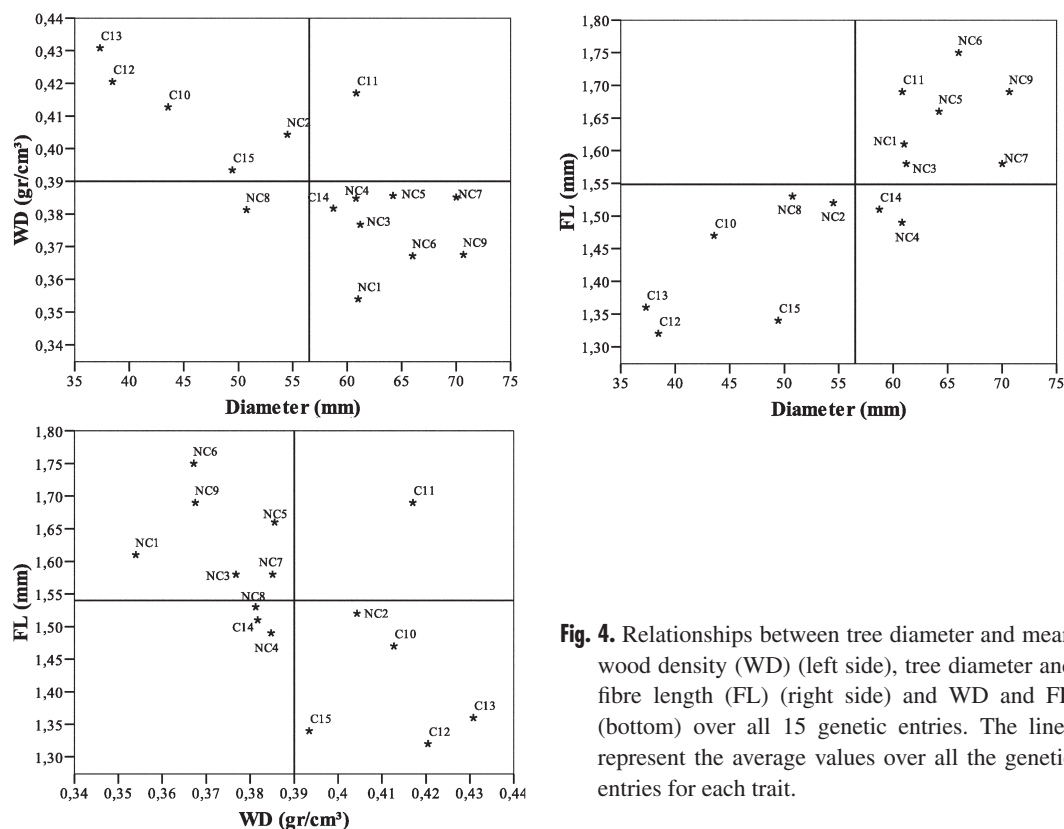 0,44
0,43
0,42
0,41
0,40
0,39
0,38
0,37
0,36
0,35
0,34
WD (gr/cm³)
C13
C12
C10
C11
NC2
C15
NC8
C14
NC4
NC5
NC7
NC3
NC6
NC9
NC1
35 40 45 50 55 60 65 70 75
Diameter (mm)
1,80
1,75
1,70
1,65
1,60
1,55
1,50
1,45
1,40
1,35
1,30
FL (mm)
NC6
C11
NC9
NC5
NC1
NC3
NC7
NC8
NC2
C14
NC4
C10
C13
C12
C15
35 40 45 50 55 60 65 70 75
Diameter (mm)
1,80
1,75
1,70
1,65
1,60
1,55
1,50
1,45
1,40
1,35
1,30
FL (mm)
NC6
NC9
C11
NC5
NC1
NC3
NC7
NC8
C14
NC4
NC2
C10
C15
C13
C12
0,34 0,35 0,36 0,37 0,38 0,39 0,40 0,41 0,42 0,43 0,44
WD (gr/cm³)
Fig. 4. Relationships between tree diameter and mean
wood density (WD) (left side), tree diameter and
fibre length (FL) (right side) and WD and FL
(bottom) over all 15 genetic entries. The lines
represent the average values over all the genetic
entries for each trait.